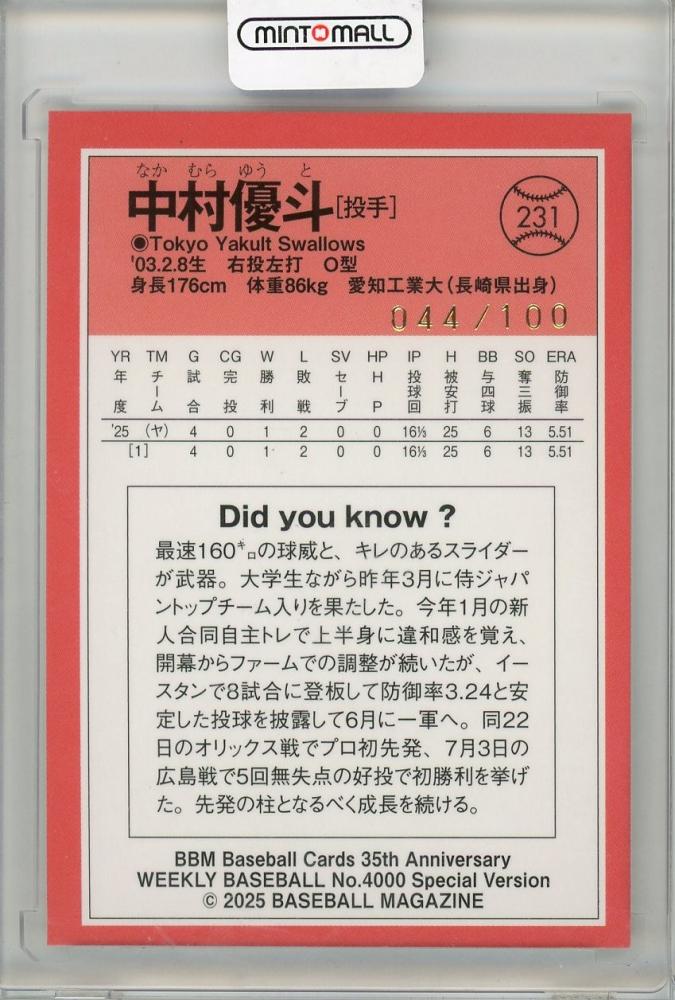 MINTOMALL
なか むら ゆう と
中村優斗[投手]
231
◉Tokyo Yakult Swallows
'03.2.8生 右投左打 O型
身長176cm 体重86kg 愛知工業大(長崎県出身)
044/100
YR TM G CG W L SV HP IP H BB SO ERA
年度 チーム 試合 完投 勝利 敗戦 セーブ HP 投球回 被安打 与四球 奪三振 防御率
'25 (ヤ) 4 0 1 2 0 0 16⅓ 25 6 13 5.51
[1] 4 0 1 2 0 0 16⅓ 25 6 13 5.51
Did you know ?
最速160㌔の球威と、キレのあるスライダー
が武器。大学生ながら昨年3月に侍ジャパ
ントップチーム入りを果たした。今年1月の新
人合同自主トレで上半身に違和感を覚え、
開幕からファームでの調整が続いたが、イー
スタンで8試合に登板して防御率3.24と安
定した投球を披露して6月に一軍へ。同22
日のオリックス戦でプロ初先発、7月3日の
広島戦で5回無失点の好投で初勝利を挙げ
た。先発の柱となるべく成長を続ける。
BBM Baseball Cards 35th Anniversary
WEEKLY BASEBALL No.4000 Special Version
© 2025 BASEBALL MAGAZINE